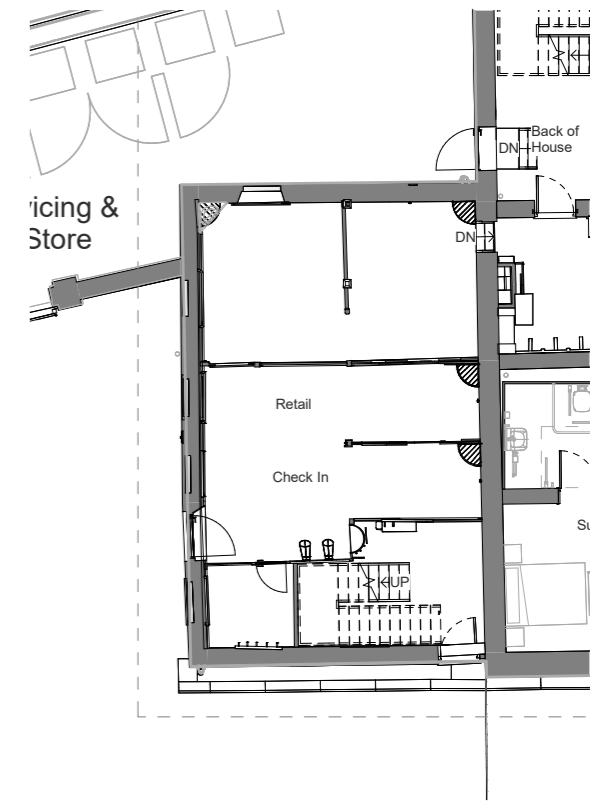 DN
Back of
House
vicing &
Store
DN
Retail
Check In
UP
Su